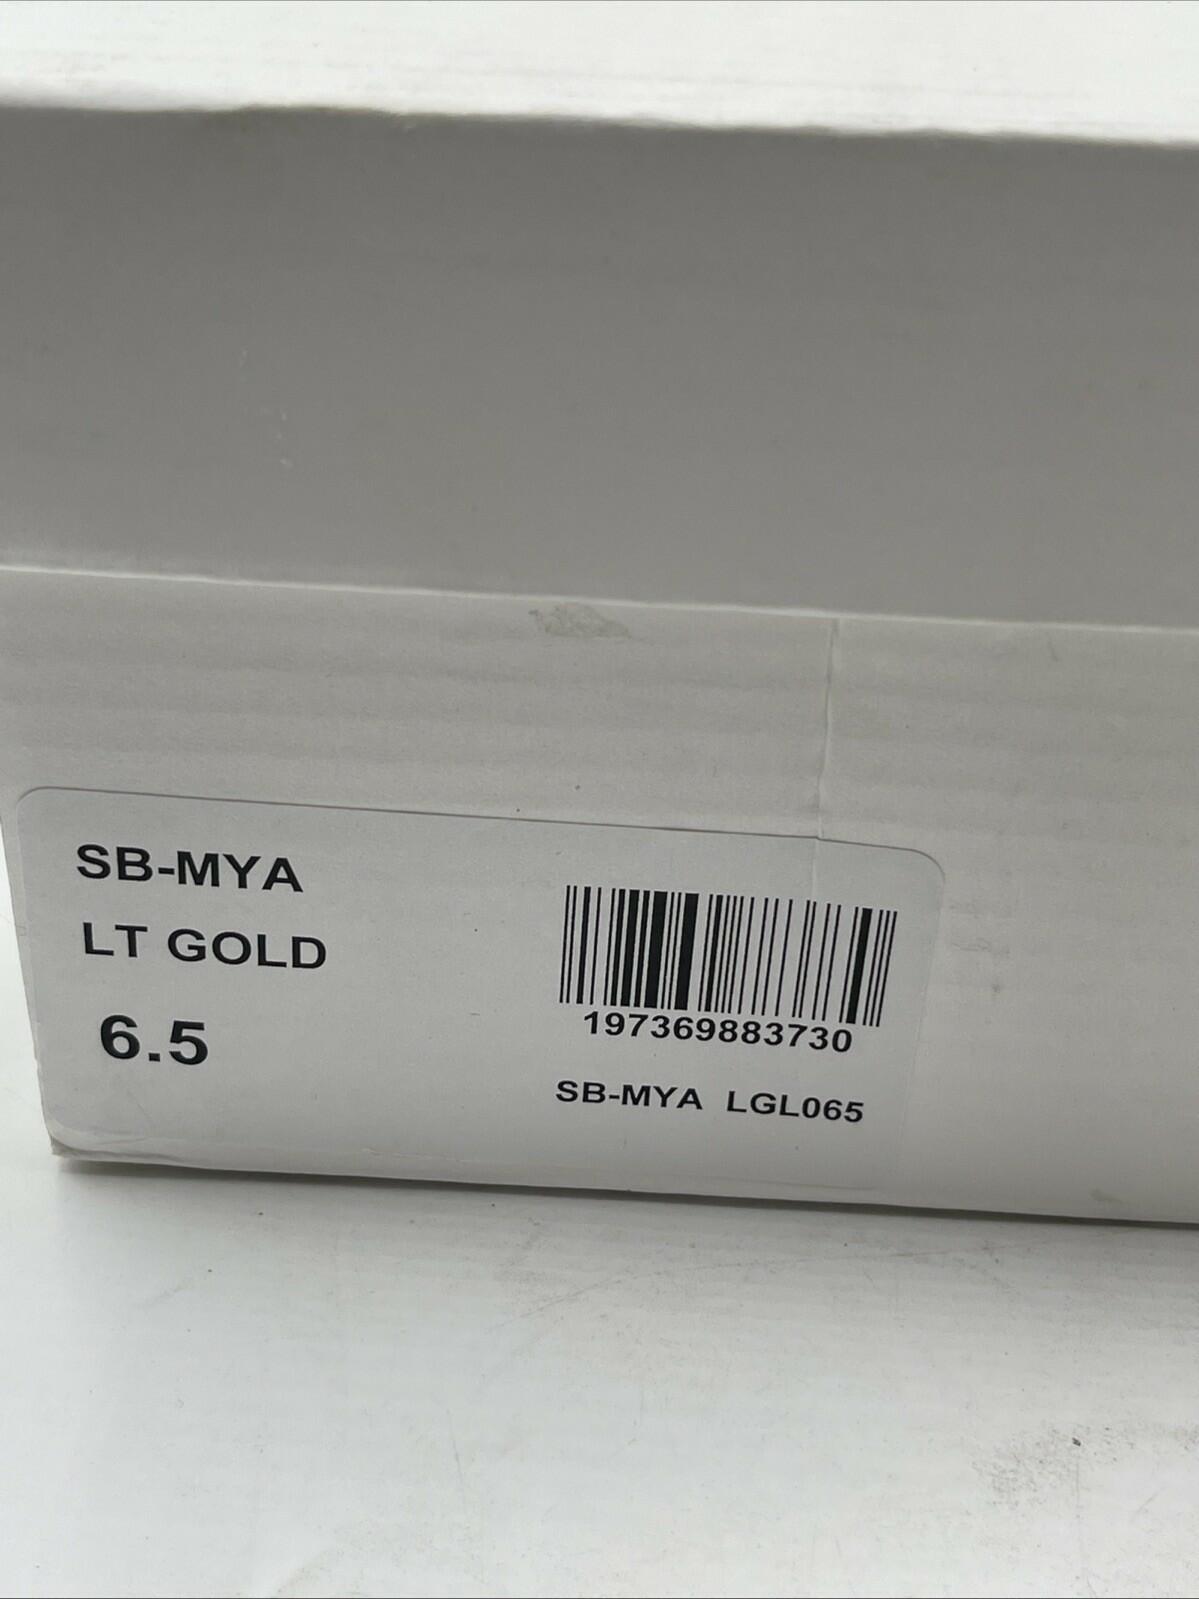 SB-MYA
LT GOLD
6.5
197369883730
SB-MYA LGL065